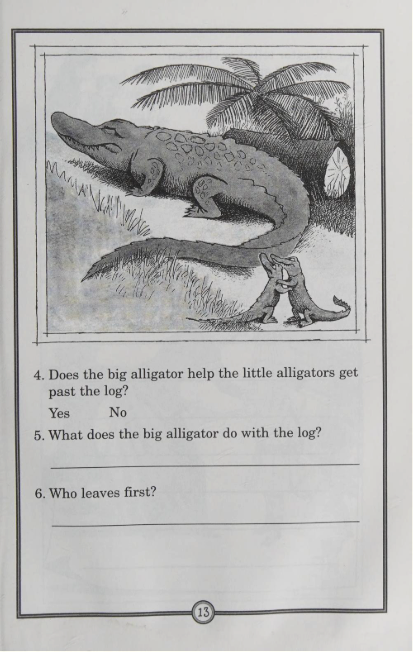 4. Does the big alligator help the little alligators get
past the log?
Yes No
5. What does the big alligator do with the log?
6. Who leaves first?
13